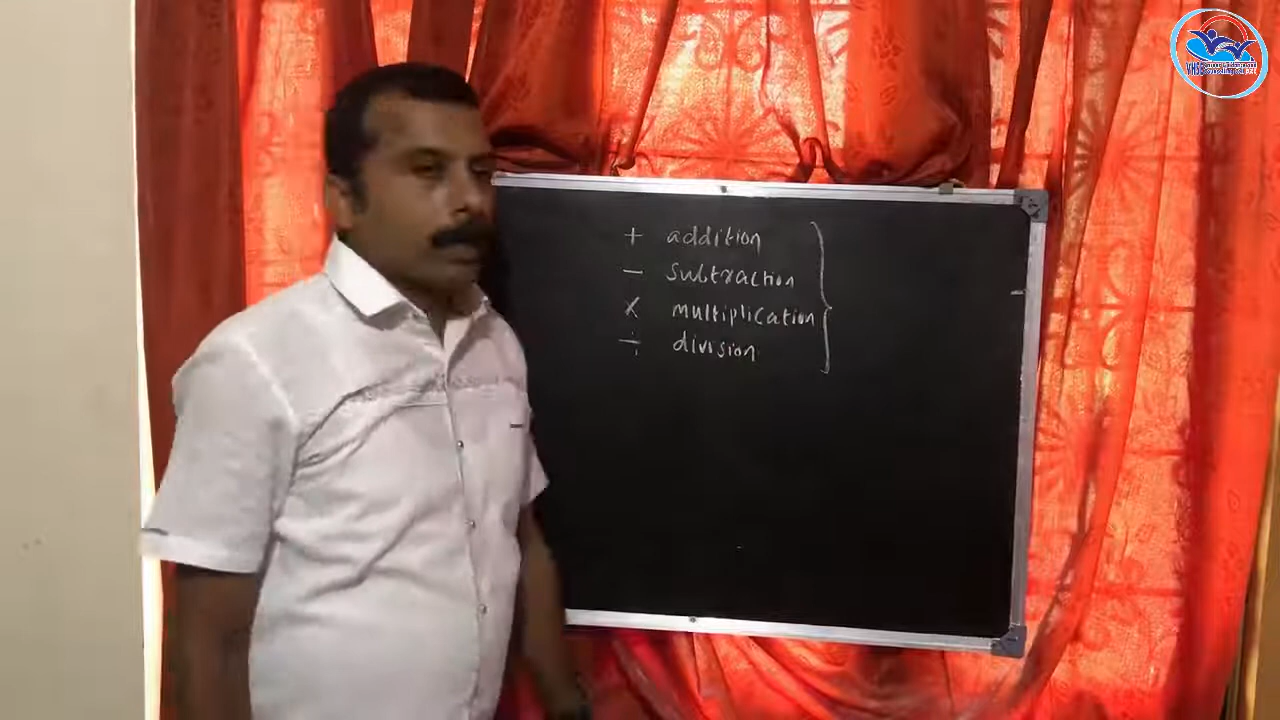 + addition
− subtraction
× multiplication
÷ division